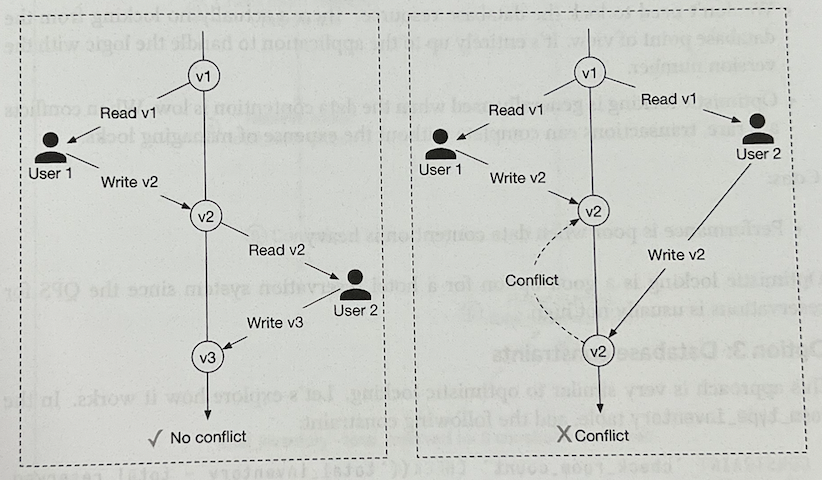 v1
Read v1
User 1
Write v2
v2
Read v2
User 2
Write v3
v3
✓ No conflict
v1
Read v1
Read v1
User 1
User 2
Write v2
v2
Write v2
Conflict
v2
X Conflict